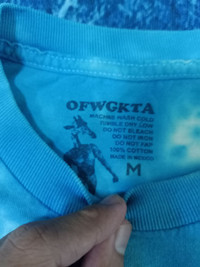 OFWGKTA
MACHINE WASH COLD
TUMBLE DRY LOW
DO NOT BLEACH
DO NOT IRON
DO NOT FAP
100% COTTON
MADE IN MEXICO
M